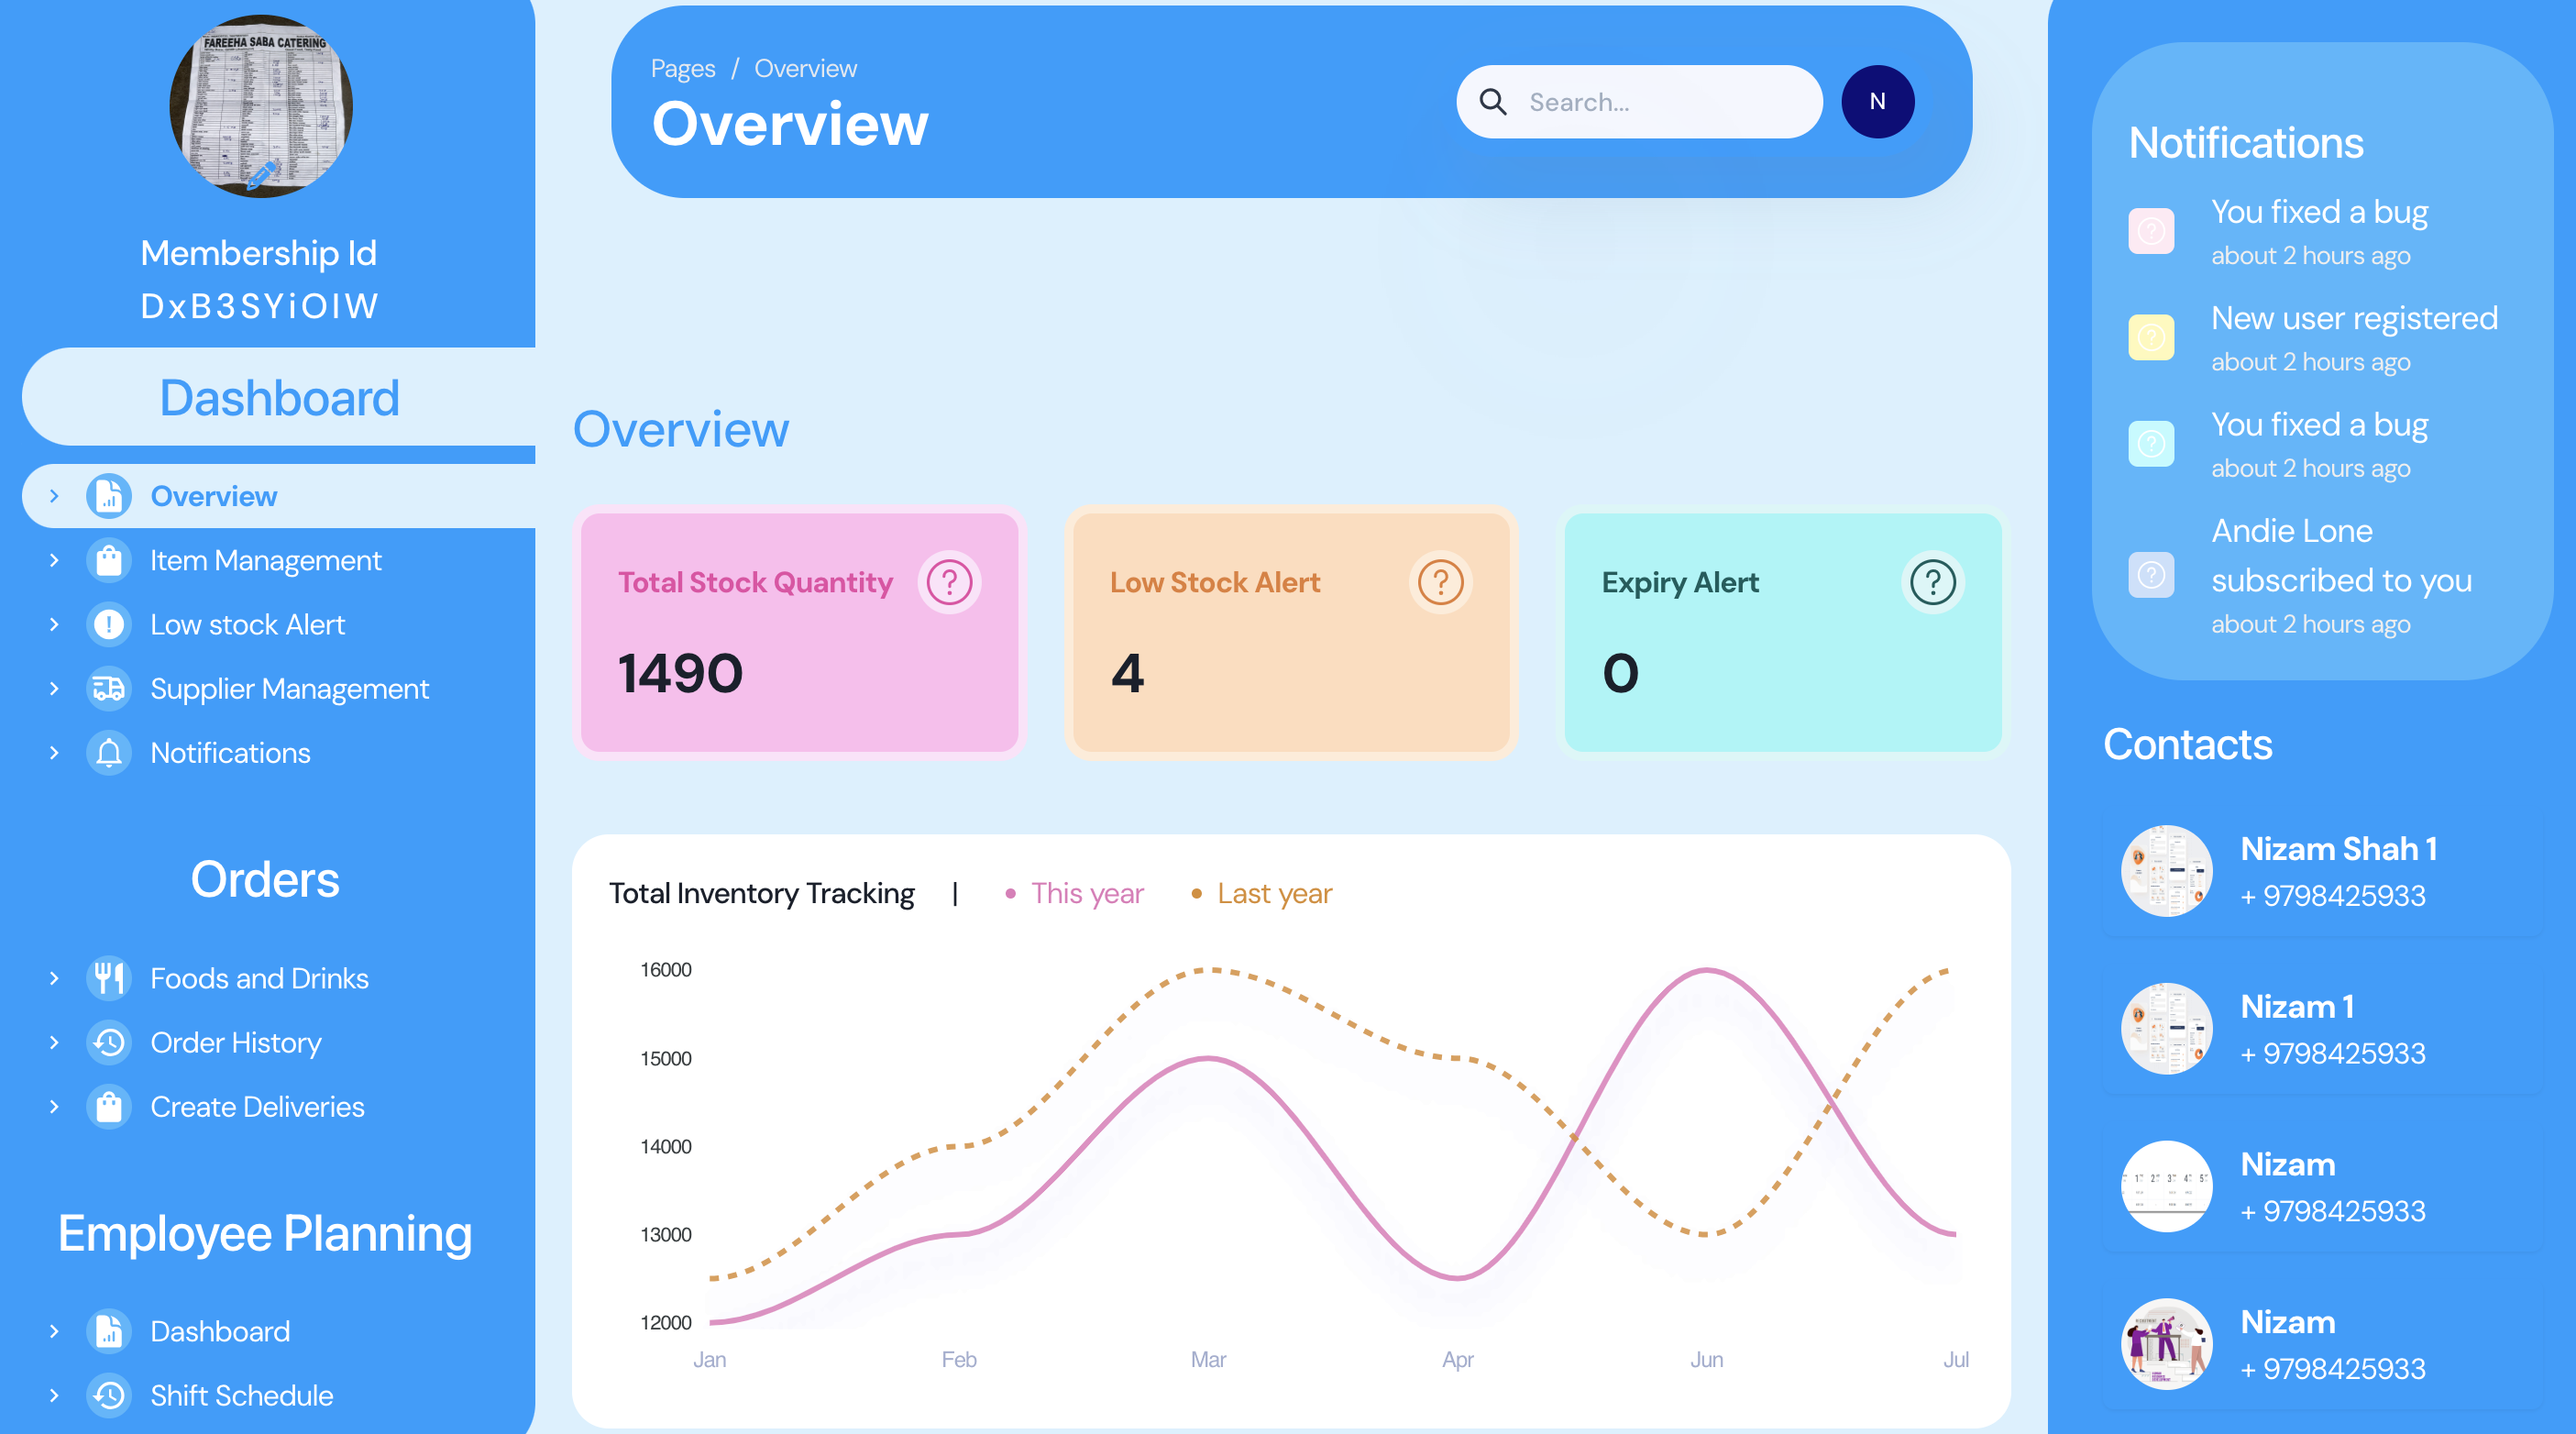 FAREEHA SABA CATERING
Membership Id
DxB3SYiOIW
Dashboard
Overview
Item Management
Low stock Alert
Supplier Management
Notifications
Orders
Foods and Drinks
Order History
Create Deliveries
Employee Planning
Dashboard
Shift Schedule
Pages / Overview
Overview
Search...
N
Overview
Total Stock Quantity
1490
Low Stock Alert
4
Expiry Alert
0
Total Inventory Tracking | • This year • Last year
16000
15000
14000
13000
12000
Jan Feb Mar Apr Jun Jul
Notifications
You fixed a bug
about 2 hours ago
New user registered
about 2 hours ago
You fixed a bug
about 2 hours ago
Andie Lone
subscribed to you
about 2 hours ago
Contacts
Nizam Shah 1
+ 9798425933
Nizam 1
+ 9798425933
Nizam
+ 9798425933
Nizam
+ 9798425933